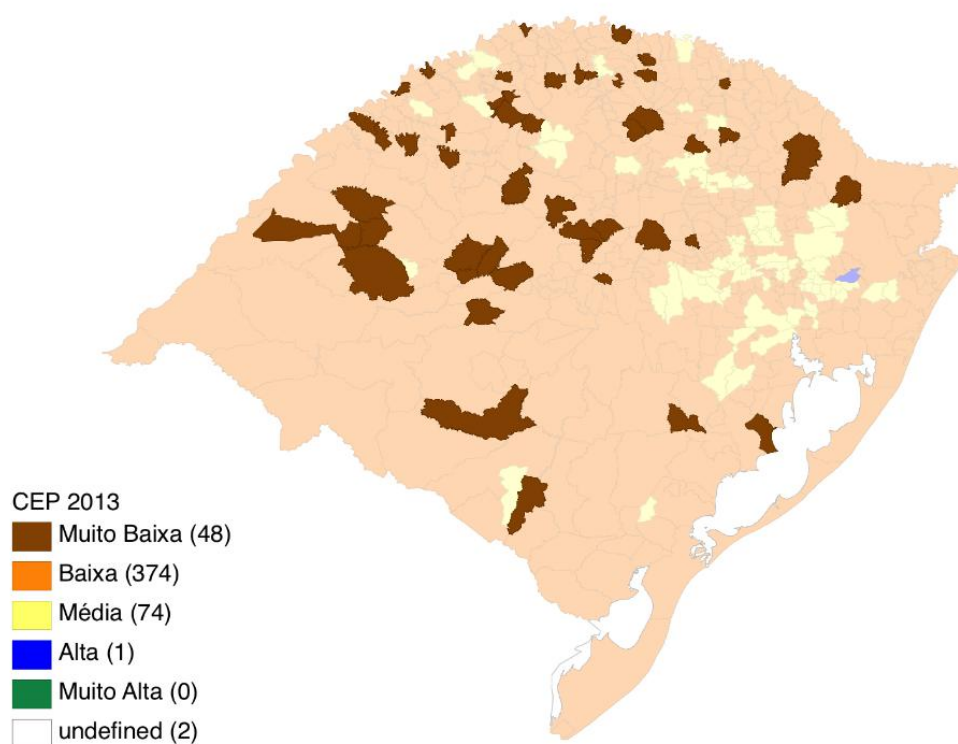 CEP 2013
Muito Baixa (48)
Baixa (374)
Média (74)
Alta (1)
Muito Alta (0)
undefined (2)